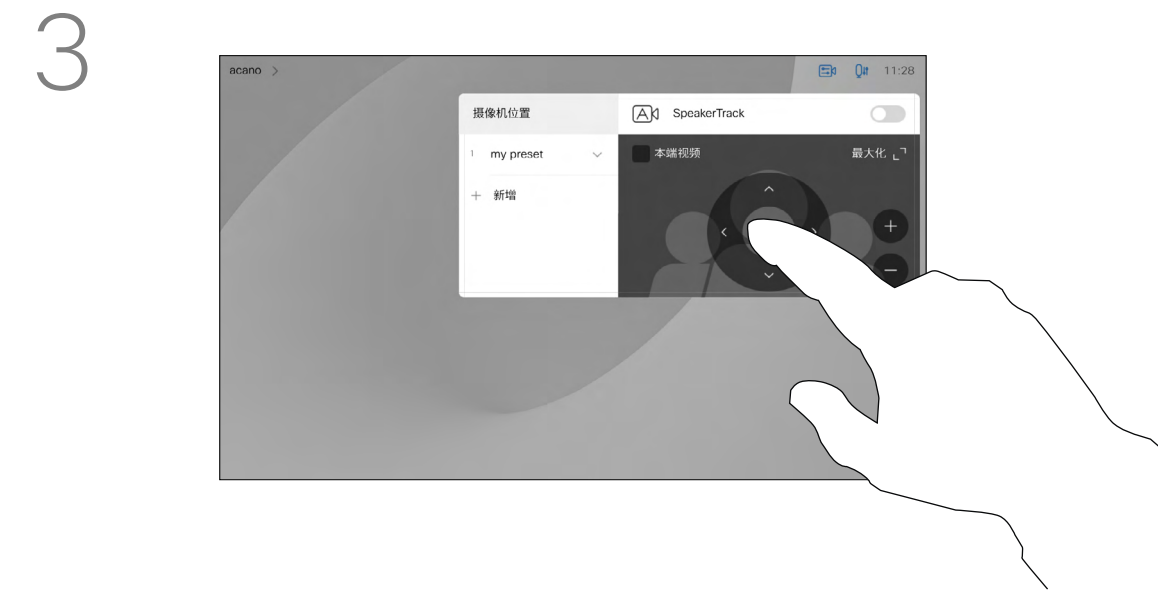 3
acano >
11:28
摄像机位置
SpeakerTrack
1 my preset
本端视频
最大化
+ 新增